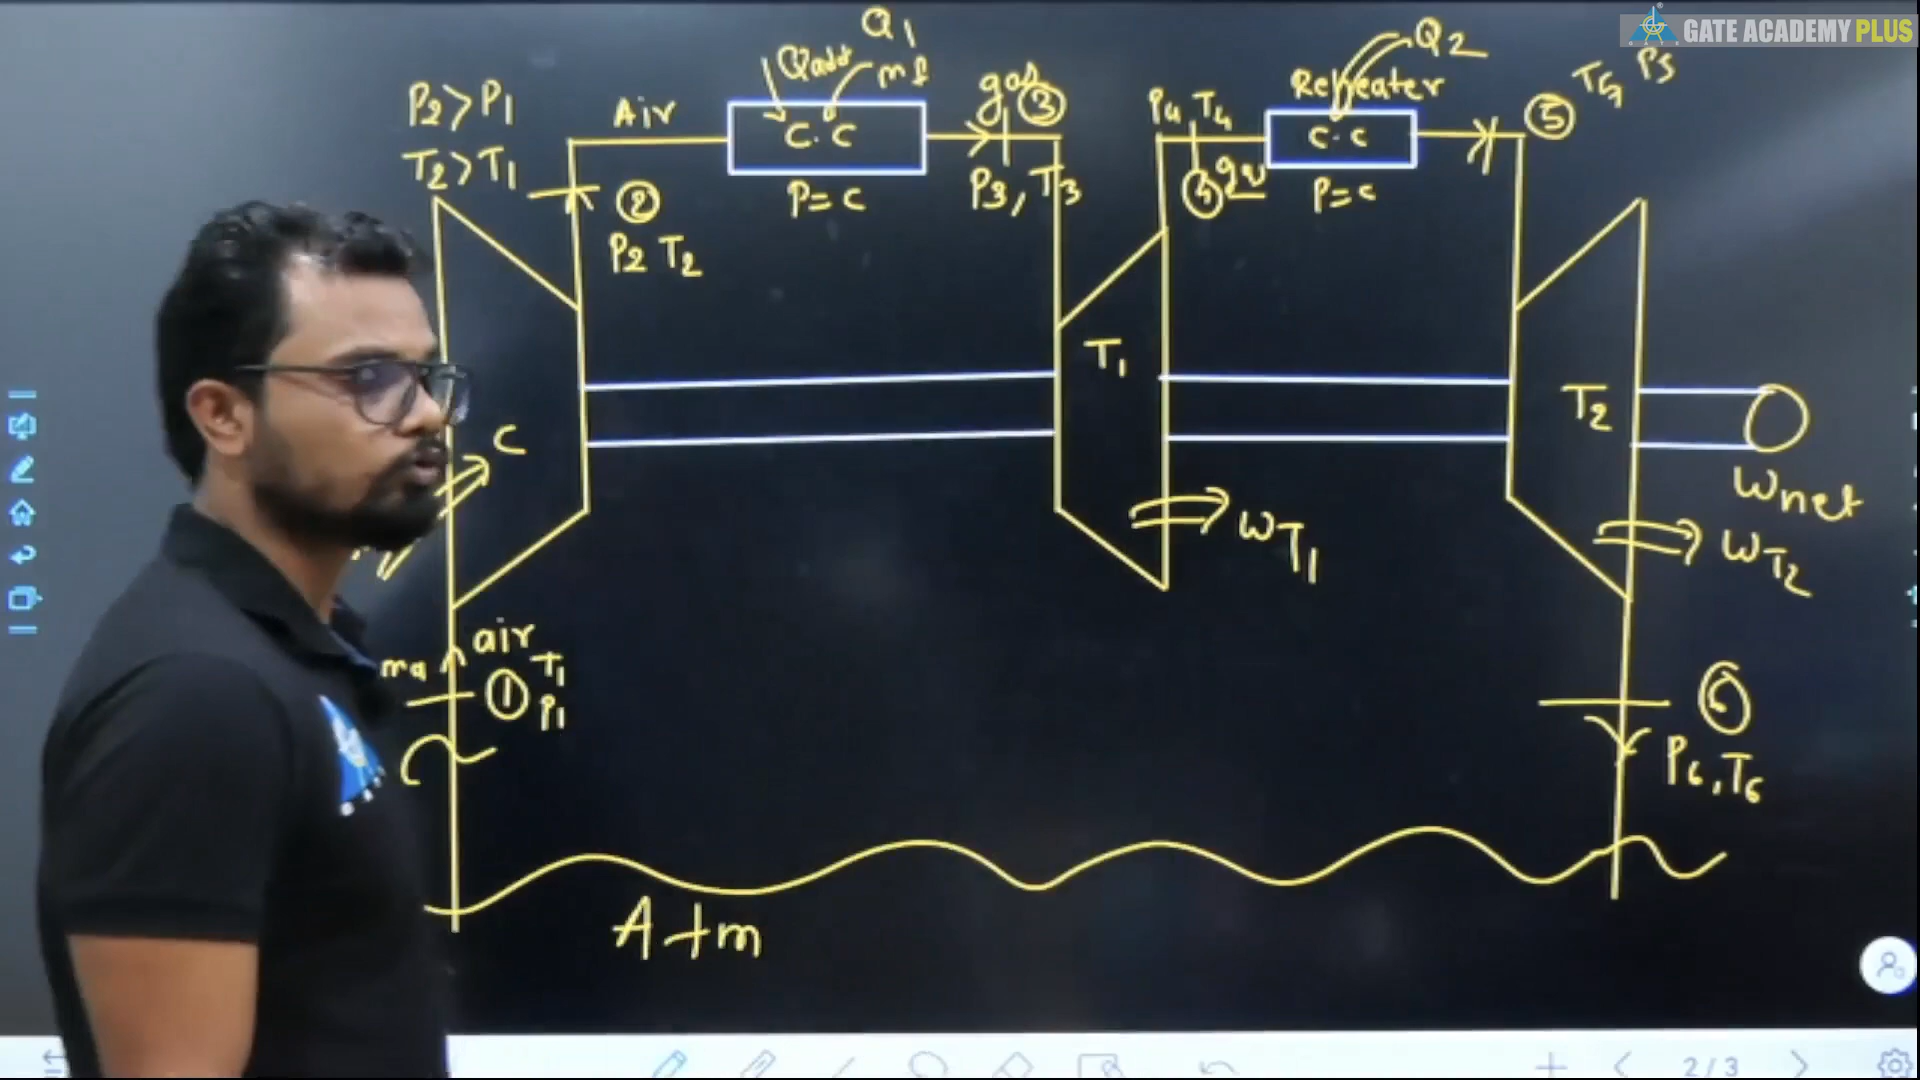 GATE ACADEMY PLUS
P2 > P1
T2 > T1
Air
Qadd
Q1
mf
C.C
P=C
gas
3
P3, T3
P4, T4
4
Reheater
Q2
C.C
P=C
5
T5, P5
2
P2 T2
C
T1
WT1
T2
Wnet
WT2
ma
air
1
T1
P1
6
P6, T6
Atm
2/3